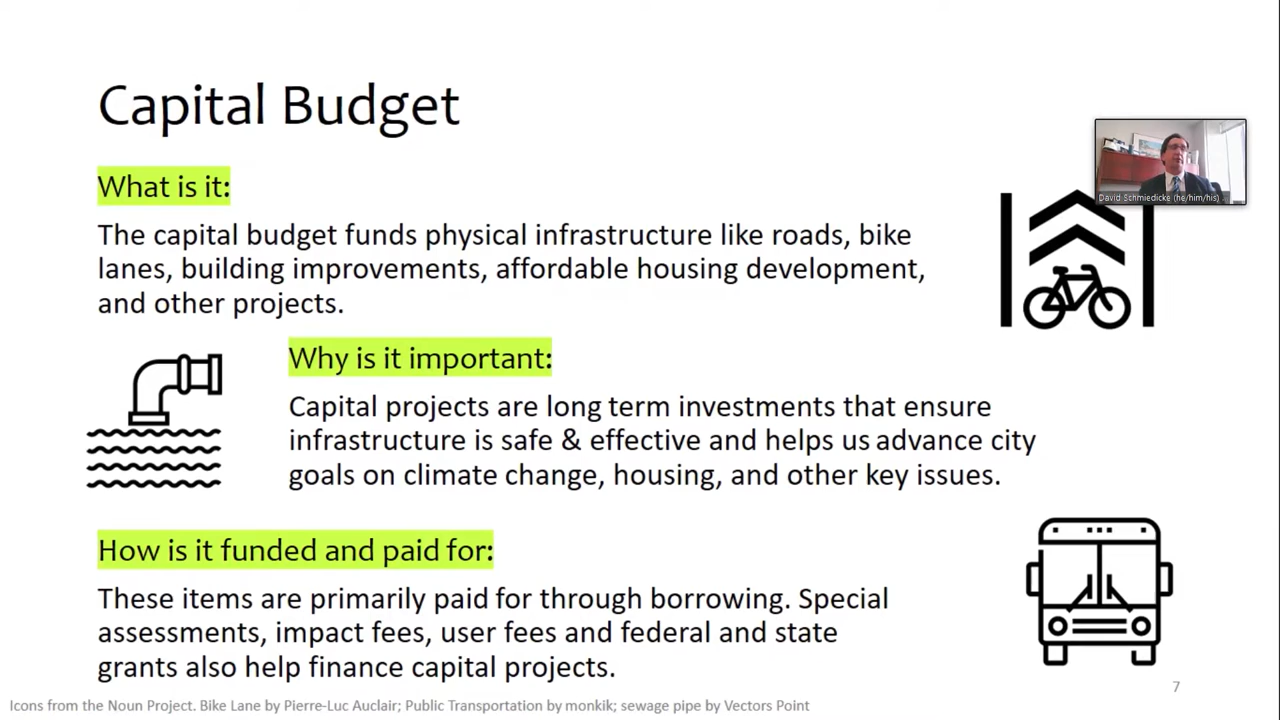 Capital Budget
What is it:
The capital budget funds physical infrastructure like roads, bike
lanes, building improvements, affordable housing development,
and other projects.
David Schmiedicke (he/him/his)
Why is it important:
Capital projects are long term investments that ensure
infrastructure is safe & effective and helps us advance city
goals on climate change, housing, and other key issues.
How is it funded and paid for:
These items are primarily paid for through borrowing. Special
assessments, impact fees, user fees and federal and state
grants also help finance capital projects.
7
Icons from the Noun Project. Bike Lane by Pierre-Luc Auclair; Public Transportation by monkik; sewage pipe by Vectors Point